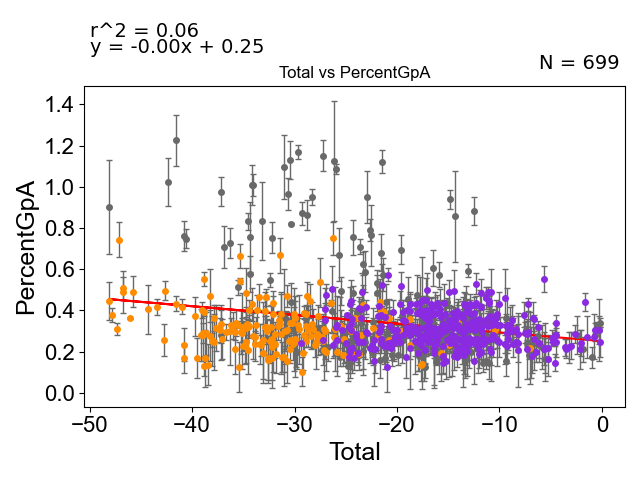 r^2 = 0.06
y = -0.00x + 0.25
N = 699
Total vs PercentGpA
PercentGpA
1.4
1.2
1.0
0.8
0.6
0.4
0.2
0.0
−50 −40 −30 −20 −10 0
Total